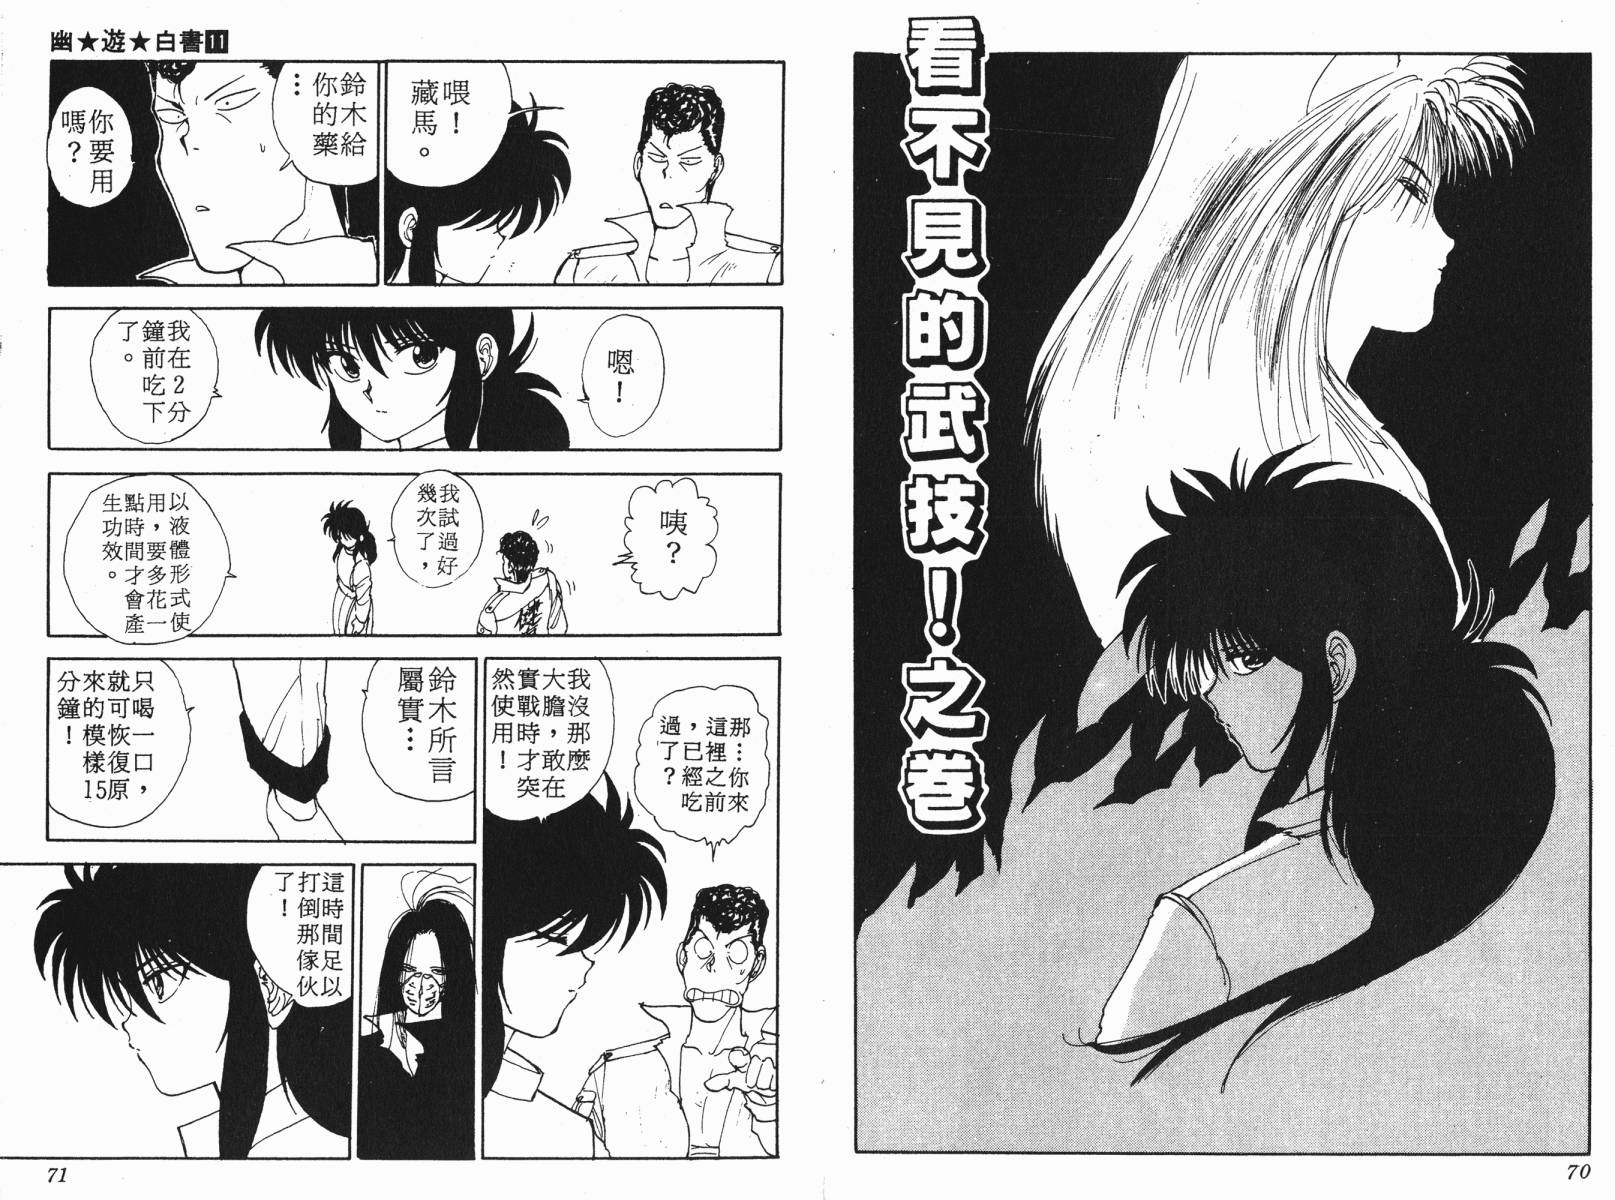 看不見的武技!之卷
70
幽★遊★白書11
喂!
藏馬。
鈴木給
你的藥
…
你要用
嗎?
嗯!
我在2分
鐘前吃下
了。
咦?
我試過好
幾次了,
以液體形式使
用,要多花一
點時間才會產
生功效。
那…你來
這裡之前
,已經吃
過了?
我沒那麼
大膽,敢在
實戰時才突
然使用!
鈴木所言
屬實…
只喝一口,
就可恢復原
來的模樣15
分鐘!
這時間足以
打倒那傢伙
了!
71